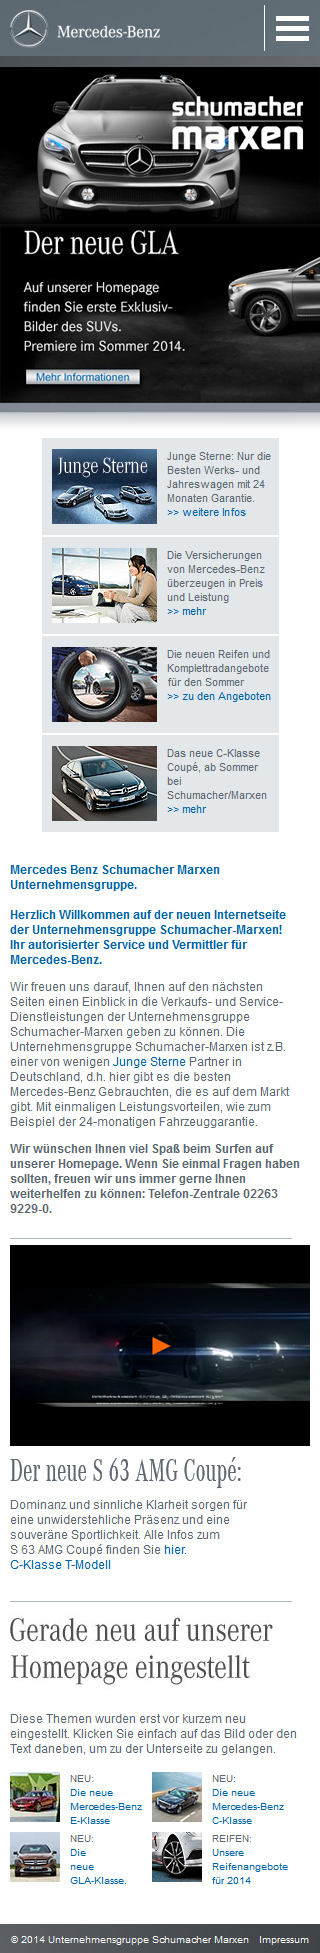 Mercedes-Benz
schumacher
marxen
Der neue GLA
Auf unserer Homepage
finden Sie erste Exklusiv-
Bilder des SUVs.
Premiere im Sommer 2014.
Mehr Informationen
Junge Sterne
Junge Sterne: Nur die
Besten Werks- und
Jahreswagen mit 24
Monaten Garantie.
>> weitere Infos
Die Versicherungen
von Mercedes-Benz
überzeugen in Preis
und Leistung
>> mehr
Die neuen Reifen und
Komplettradangebote
für den Sommer
>> zu den Angeboten
Das neue C-Klasse
Coupé, ab Sommer
bei
Schumacher/Marxen
>> mehr
Mercedes Benz Schumacher Marxen
Unternehmensgruppe.
Herzlich Willkommen auf der neuen Internetseite
der Unternehmensgruppe Schumacher-Marxen!
Ihr autorisierter Service und Vermittler für
Mercedes-Benz.
Wir freuen uns darauf, Ihnen auf den nächsten
Seiten einen Einblick in die Verkaufs- und Service-
Dienstleistungen der Unternehmensgruppe
Schumacher-Marxen geben zu können. Die
Unternehmensgruppe Schumacher-Marxen ist z.B.
einer von wenigen Junge Sterne Partner in
Deutschland, d.h. hier gibt es die besten
Mercedes-Benz Gebrauchten, die es auf dem Markt
gibt. Mit einmaligen Leistungsvorteilen, wie zum
Beispiel der 24-monatigen Fahrzeuggarantie.
Wir wünschen Ihnen viel Spaß beim Surfen auf
unserer Homepage. Wenn Sie einmal Fragen haben
sollten, freuen wir uns immer gerne Ihnen
weiterhelfen zu können: Telefon-Zentrale 02263
9229-0.
Der neue S 63 AMG Coupé:
Dominanz und sinnliche Klarheit sorgen für
eine unwiderstehliche Präsenz und eine
souveräne Sportlichkeit. Alle Infos zum
S 63 AMG Coupé finden Sie hier.
C-Klasse T-Modell
Gerade neu auf unserer
Homepage eingestellt
Diese Themen wurden erst vor kurzem neu
eingestellt. Klicken Sie einfach auf das Bild oder den
Text daneben, um zu der Unterseite zu gelangen.
NEU:
Die neue
Mercedes-Benz
E-Klasse
NEU:
Die neue
Mercedes-Benz
C-Klasse
NEU:
Die
neue
GLA-Klasse.
REIFEN:
Unsere
Reifenangebote
für 2014
© 2014 Unternehmensgruppe Schumacher Marxen Impressum